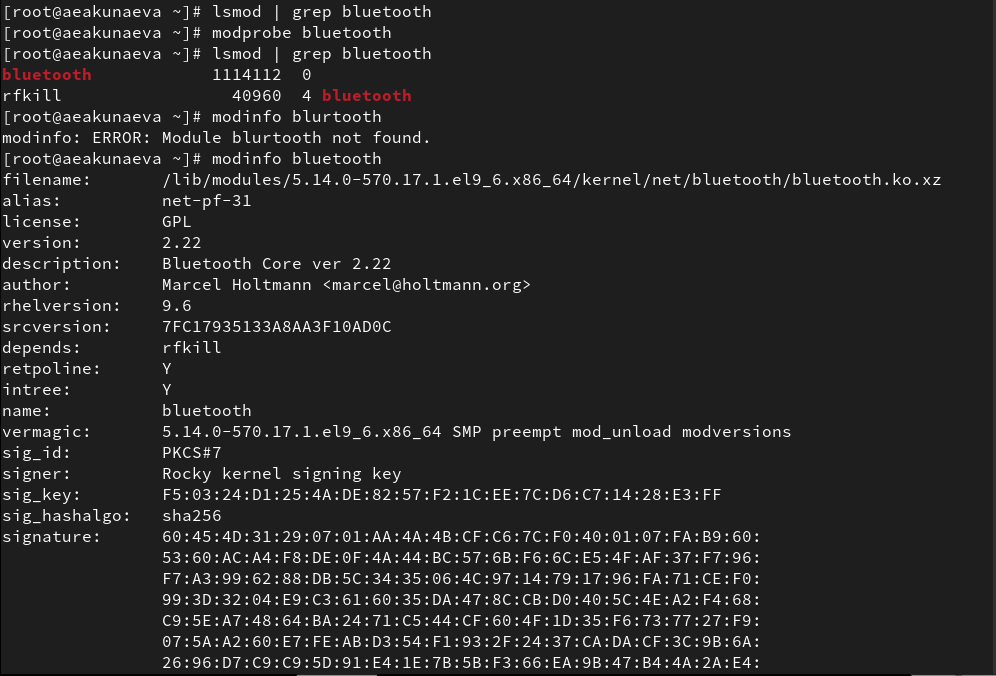 [root@aeakunaeva ~]# lsmod | grep bluetooth
[root@aeakunaeva ~]# modprobe bluetooth
[root@aeakunaeva ~]# lsmod | grep bluetooth
bluetooth            1114112  0
rfkill                 40960  4 bluetooth
[root@aeakunaeva ~]# modinfo blurtooth
modinfo: ERROR: Module blurtooth not found.
[root@aeakunaeva ~]# modinfo bluetooth
filename:       /lib/modules/5.14.0-570.17.1.el9_6.x86_64/kernel/net/bluetooth/bluetooth.ko.xz
alias:          net-pf-31
license:        GPL
version:        2.22
description:    Bluetooth Core ver 2.22
author:         Marcel Holtmann <marcel@holtmann.org>
rhelversion:    9.6
srcversion:     7FC17935133A8AA3F10AD0C
depends:        rfkill
retpoline:      Y
intree:         Y
name:           bluetooth
vermagic:       5.14.0-570.17.1.el9_6.x86_64 SMP preempt mod_unload modversions
sig_id:         PKCS#7
signer:         Rocky kernel signing key
sig_key:        F5:03:24:D1:25:4A:DE:82:57:F2:1C:EE:7C:D6:C7:14:28:E3:FF
sig_hashalgo:   sha256
signature:      60:45:4D:31:29:07:01:AA:4A:4B:CF:C6:7C:F0:40:01:07:FA:B9:60:
                53:60:AC:A4:F8:DE:0F:4A:44:BC:57:6B:F6:6C:E5:4F:AF:37:F7:96:
                F7:A3:99:62:88:DB:5C:34:35:06:4C:97:14:79:17:96:FA:71:CE:F0:
                99:3D:32:04:E9:C3:61:60:35:DA:47:8C:CB:D0:40:5C:4E:A2:F4:68:
                C9:5E:A7:48:64:BA:24:71:C5:44:CF:60:4F:1D:35:F6:73:77:27:F9:
                07:5A:A2:60:E7:FE:AB:D3:54:F1:93:2F:24:37:CA:DA:CF:3C:9B:6A:
                26:96:D7:C9:C9:5D:91:E4:1E:7B:5B:F3:66:EA:9B:47:B4:4A:2A:E4: